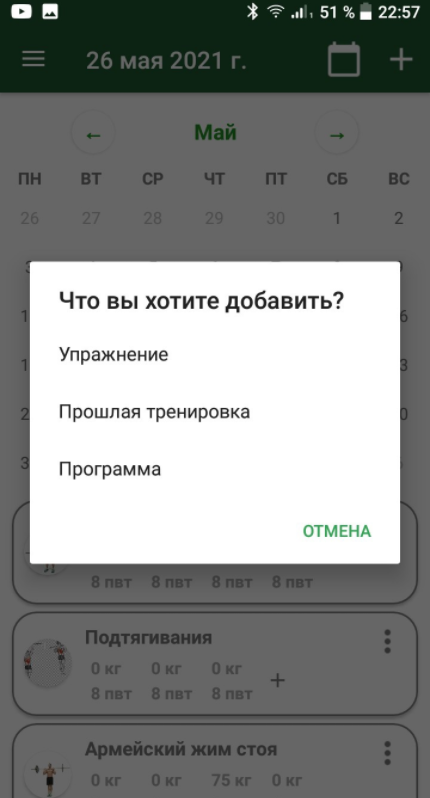 51 % 22:57
26 мая 2021 г.
← Май →
ПН ВТ СР ЧТ ПТ СБ ВС
26 27 28 29 30 1 2
Что вы хотите добавить?
Упражнение
Прошлая тренировка
Программа
ОТМЕНА
8 пвт 8 пвт 8 пвт 8 пвт
Подтягивания
0 кг 0 кг 0 кг
8 пвт 8 пвт 8 пвт +
Армейский жим стоя
0 кг 0 кг 75 кг 0 кг